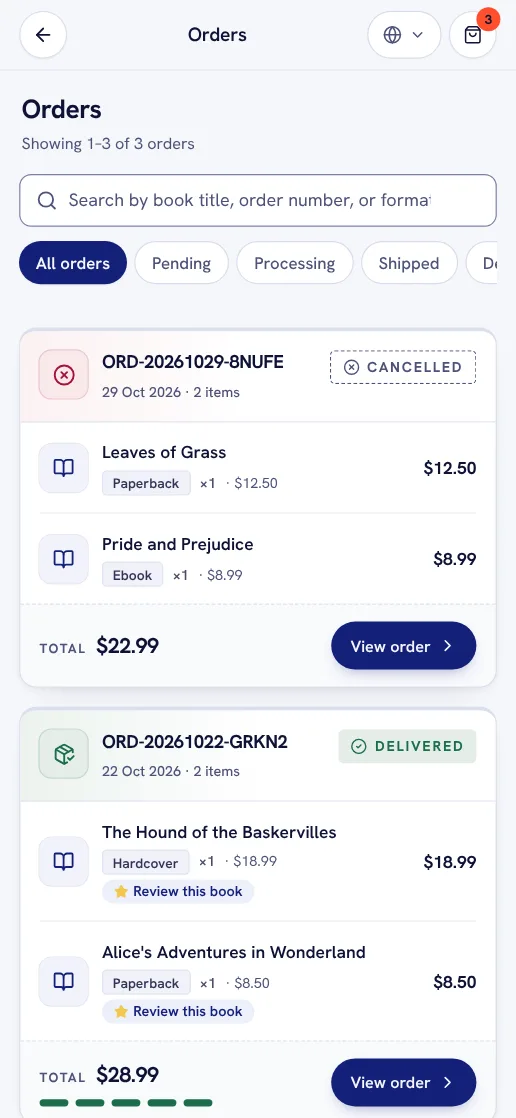 Orders
3
Orders
Showing 1–3 of 3 orders
Search by book title, order number, or format
All orders
Pending
Processing
Shipped
ORD-20261029-8NUFE
CANCELLED
29 Oct 2026 · 2 items
Leaves of Grass
$12.50
Paperback ×1 · $12.50
Pride and Prejudice
$8.99
Ebook ×1 · $8.99
TOTAL $22.99
View order
ORD-20261022-GRKN2
DELIVERED
22 Oct 2026 · 2 items
The Hound of the Baskervilles
Hardcover ×1 · $18.99
$18.99
Review this book
Alice's Adventures in Wonderland
Paperback ×1 · $8.50
$8.50
Review this book
TOTAL $28.99
View order